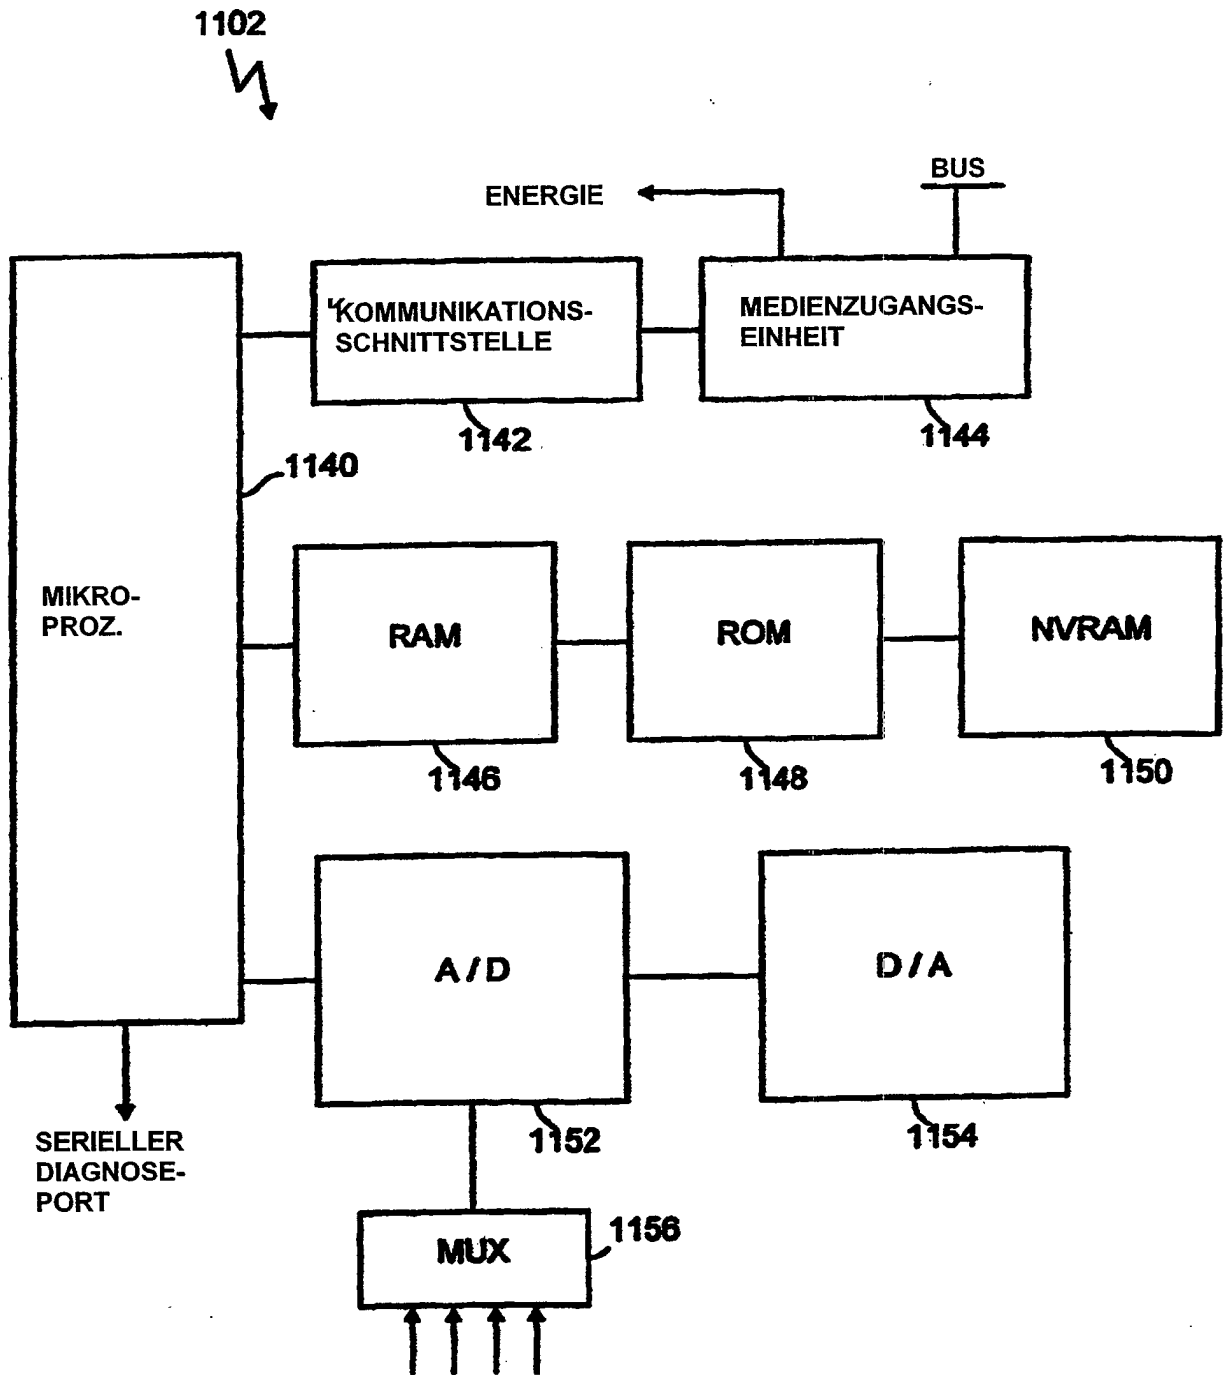 1102
ENERGIE
BUS
KOMMUNIKATIONS-
SCHNITTSTELLE
MEDIENZUGANGS-
EINHEIT
1142
1144
1140
MIKRO-
PROZ.
RAM
ROM
NVRAM
1146
1148
1150
A / D
D / A
1152
1154
SERIELLER
DIAGNOSE-
PORT
MUX
1156